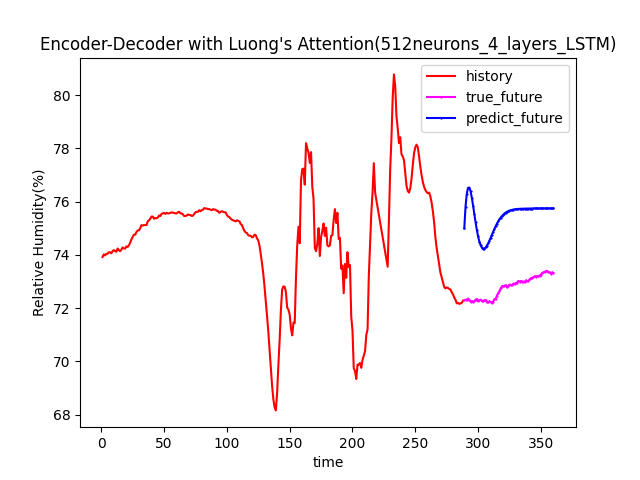 Encoder-Decoder with Luong's Attention(512neurons_4_layers_LSTM)
history
true_future
predict_future
Relative Humidity(%)
80
78
76
74
72
70
68
0 50 100 150 200 250 300 350
time